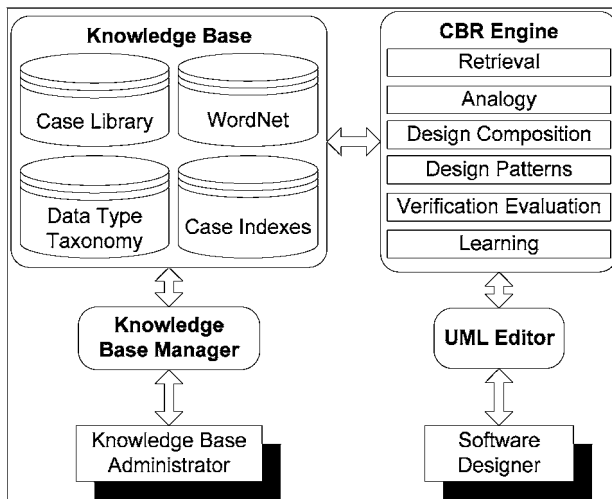 Knowledge Base
Case Library
WordNet
Data Type
Taxonomy
Case Indexes
CBR Engine
Retrieval
Analogy
Design Composition
Design Patterns
Verification Evaluation
Learning
Knowledge
Base Manager
UML Editor
Knowledge Base
Administrator
Software
Designer